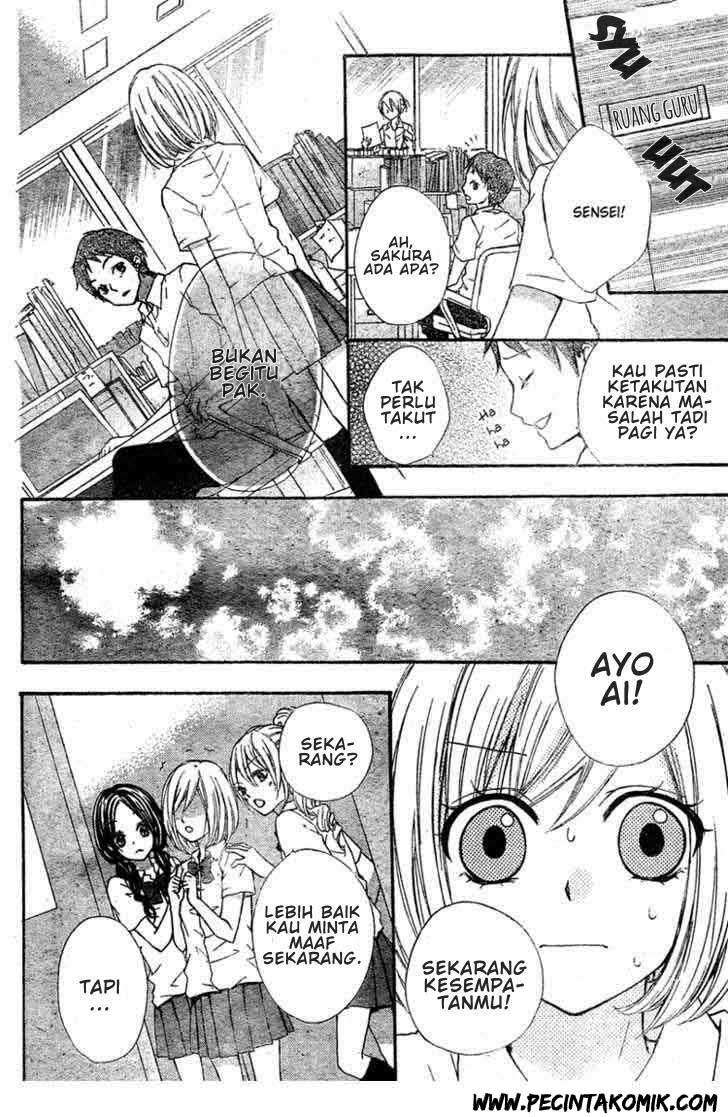 SYU
UUT
[RUANG GURU]
SENSEI!
AH,
SAKURA
ADA APA?
KAU PASTI
KETAKUTAN
KARENA MA-
SALAH TADI
PAGI YA?
Ha
ha
ha
TAK
PERLU
TAKUT
...
BUKAN
BEGITU
PAK.
AYO
AI!
SEKARANG
KESEMPA-
TANMU!
SEKA-
RANG?
LEBIH BAIK
KAU MINTA
MAAF
SEKARANG.
TAPI
...
WWW.PECINTAKOMIK.COM